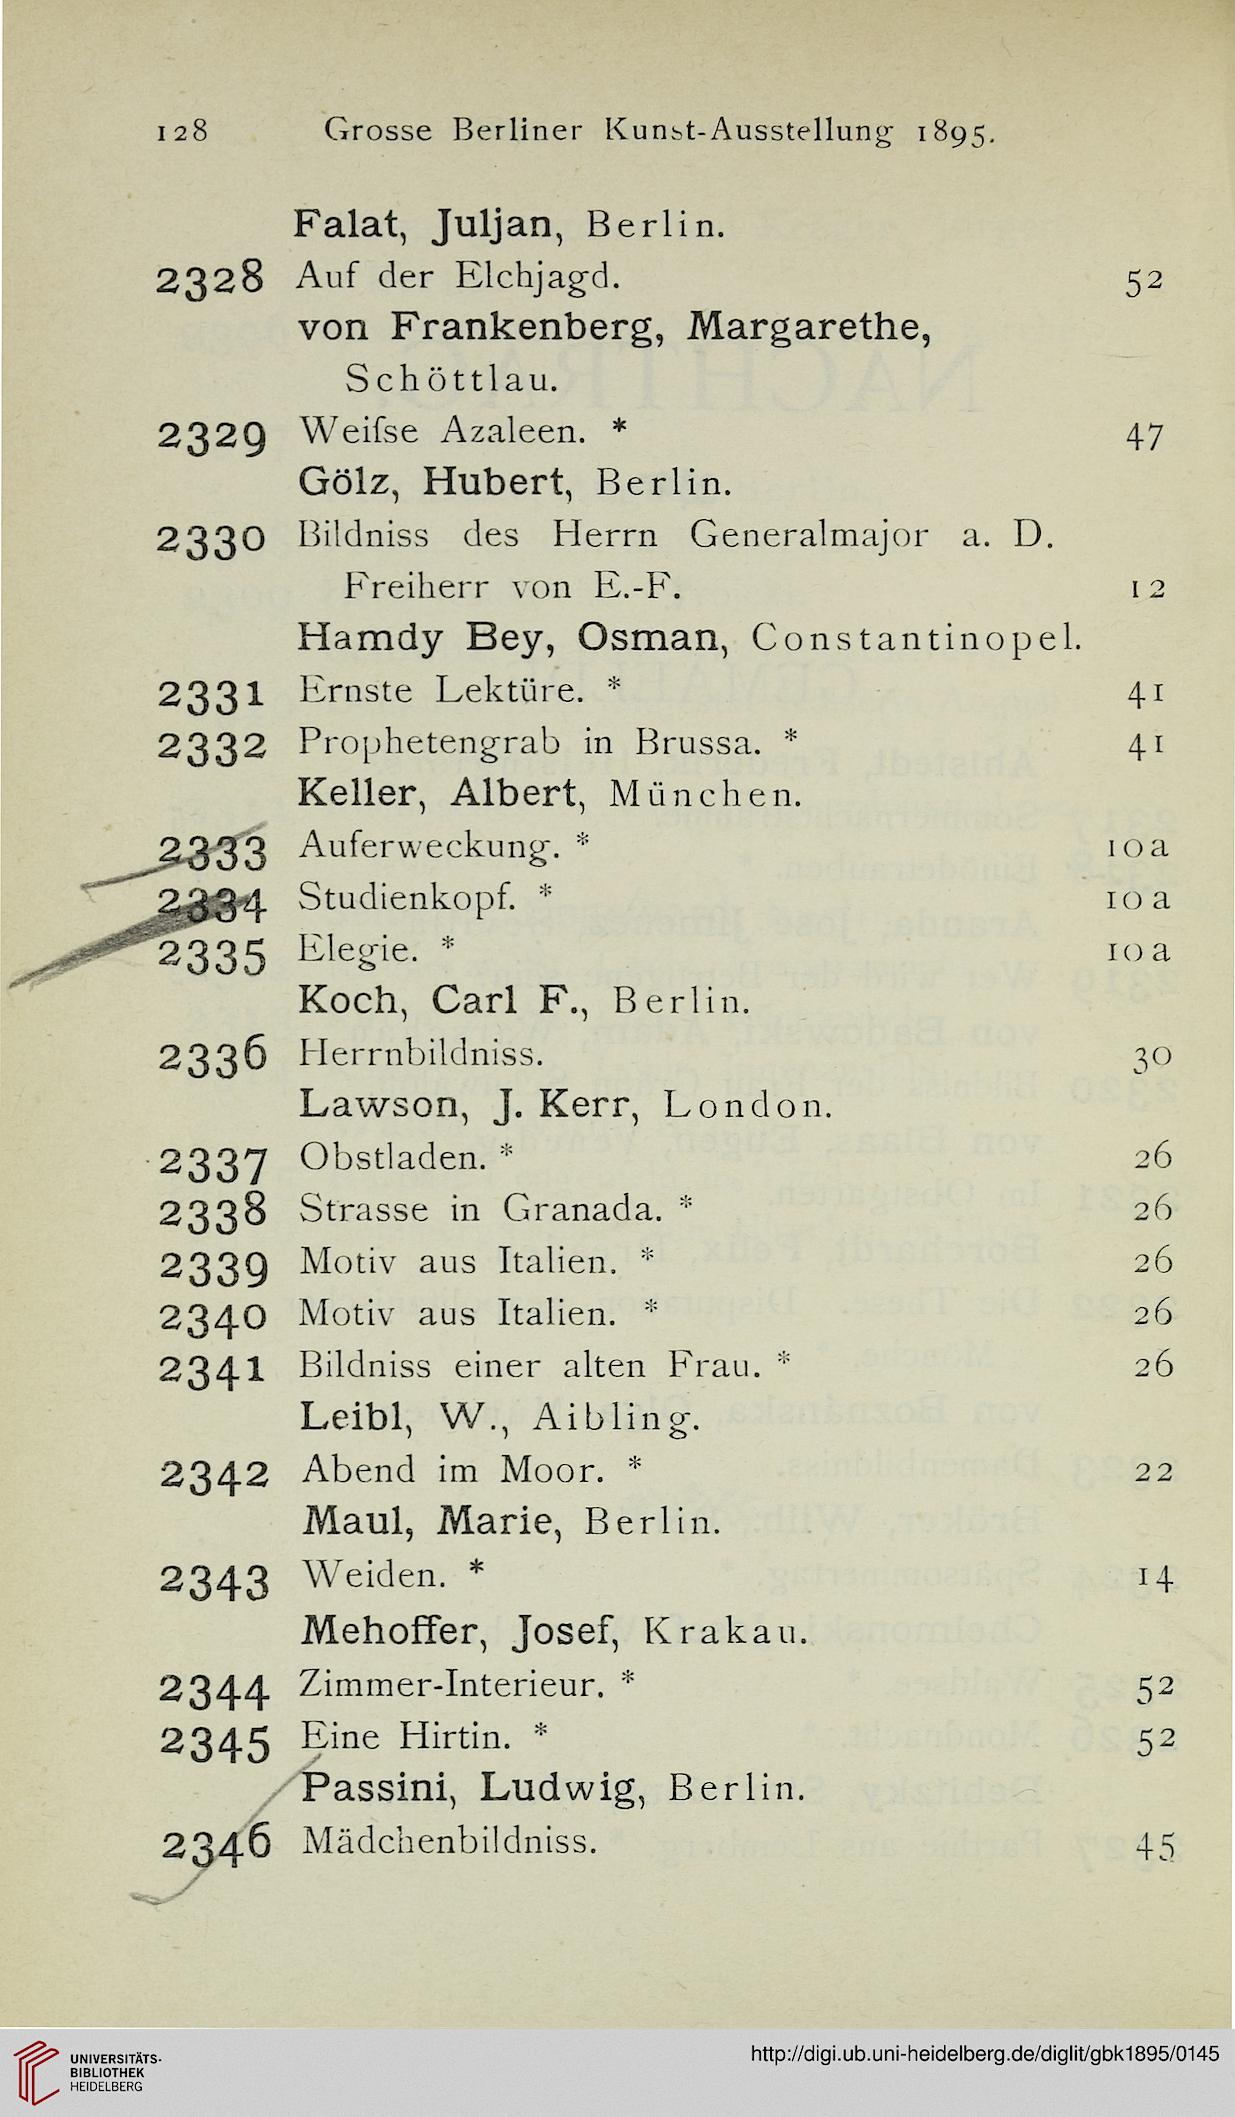 128 Grosse Berliner Kunst-Ausstellung 1895.
Falat, Juljan, Berlin.
2328 Auf der Elchjagd. 52
von Frankenberg, Margarethe,
Schöttlau.
2329 Weiſse Azaleen. * 47
Gölz, Hubert, Berlin.
2330 Bildniss des Herrn Generalmajor a. D.
Freiherr von E.-F. 12
Hamdy Bey, Osman, Constantinopel.
2331 Ernste Lektüre. * 41
2332 Prophetengrab in Brussa. * 41
Keller, Albert, München.
2333 Auferweckung. * 10a
2334 Studienkopf. * 10a
2335 Elegie. * 10a
Koch, Carl F., Berlin.
2336 Herrnbildniss. 30
Lawson, J. Kerr, London.
2337 Obstladen. * 26
2338 Strasse in Granada. * 26
2339 Motiv aus Italien. * 26
2340 Motiv aus Italien. * 26
2341 Bildniss einer alten Frau. * 26
Leibl, W., Aibling.
2342 Abend im Moor. * 22
Maul, Marie, Berlin.
2343 Weiden. * 14
Mehoffer, Josef, Krakau.
2344 Zimmer-Interieur. * 52
2345 Eine Hirtin. * 52
Passini, Ludwig, Berlin.
2346 Mädchenbildniss. 45
UNIVERSITÄTS-
BIBLIOTHEK
HEIDELBERG
http://digi.ub.uni-heidelberg.de/diglit/gbk1895/0145